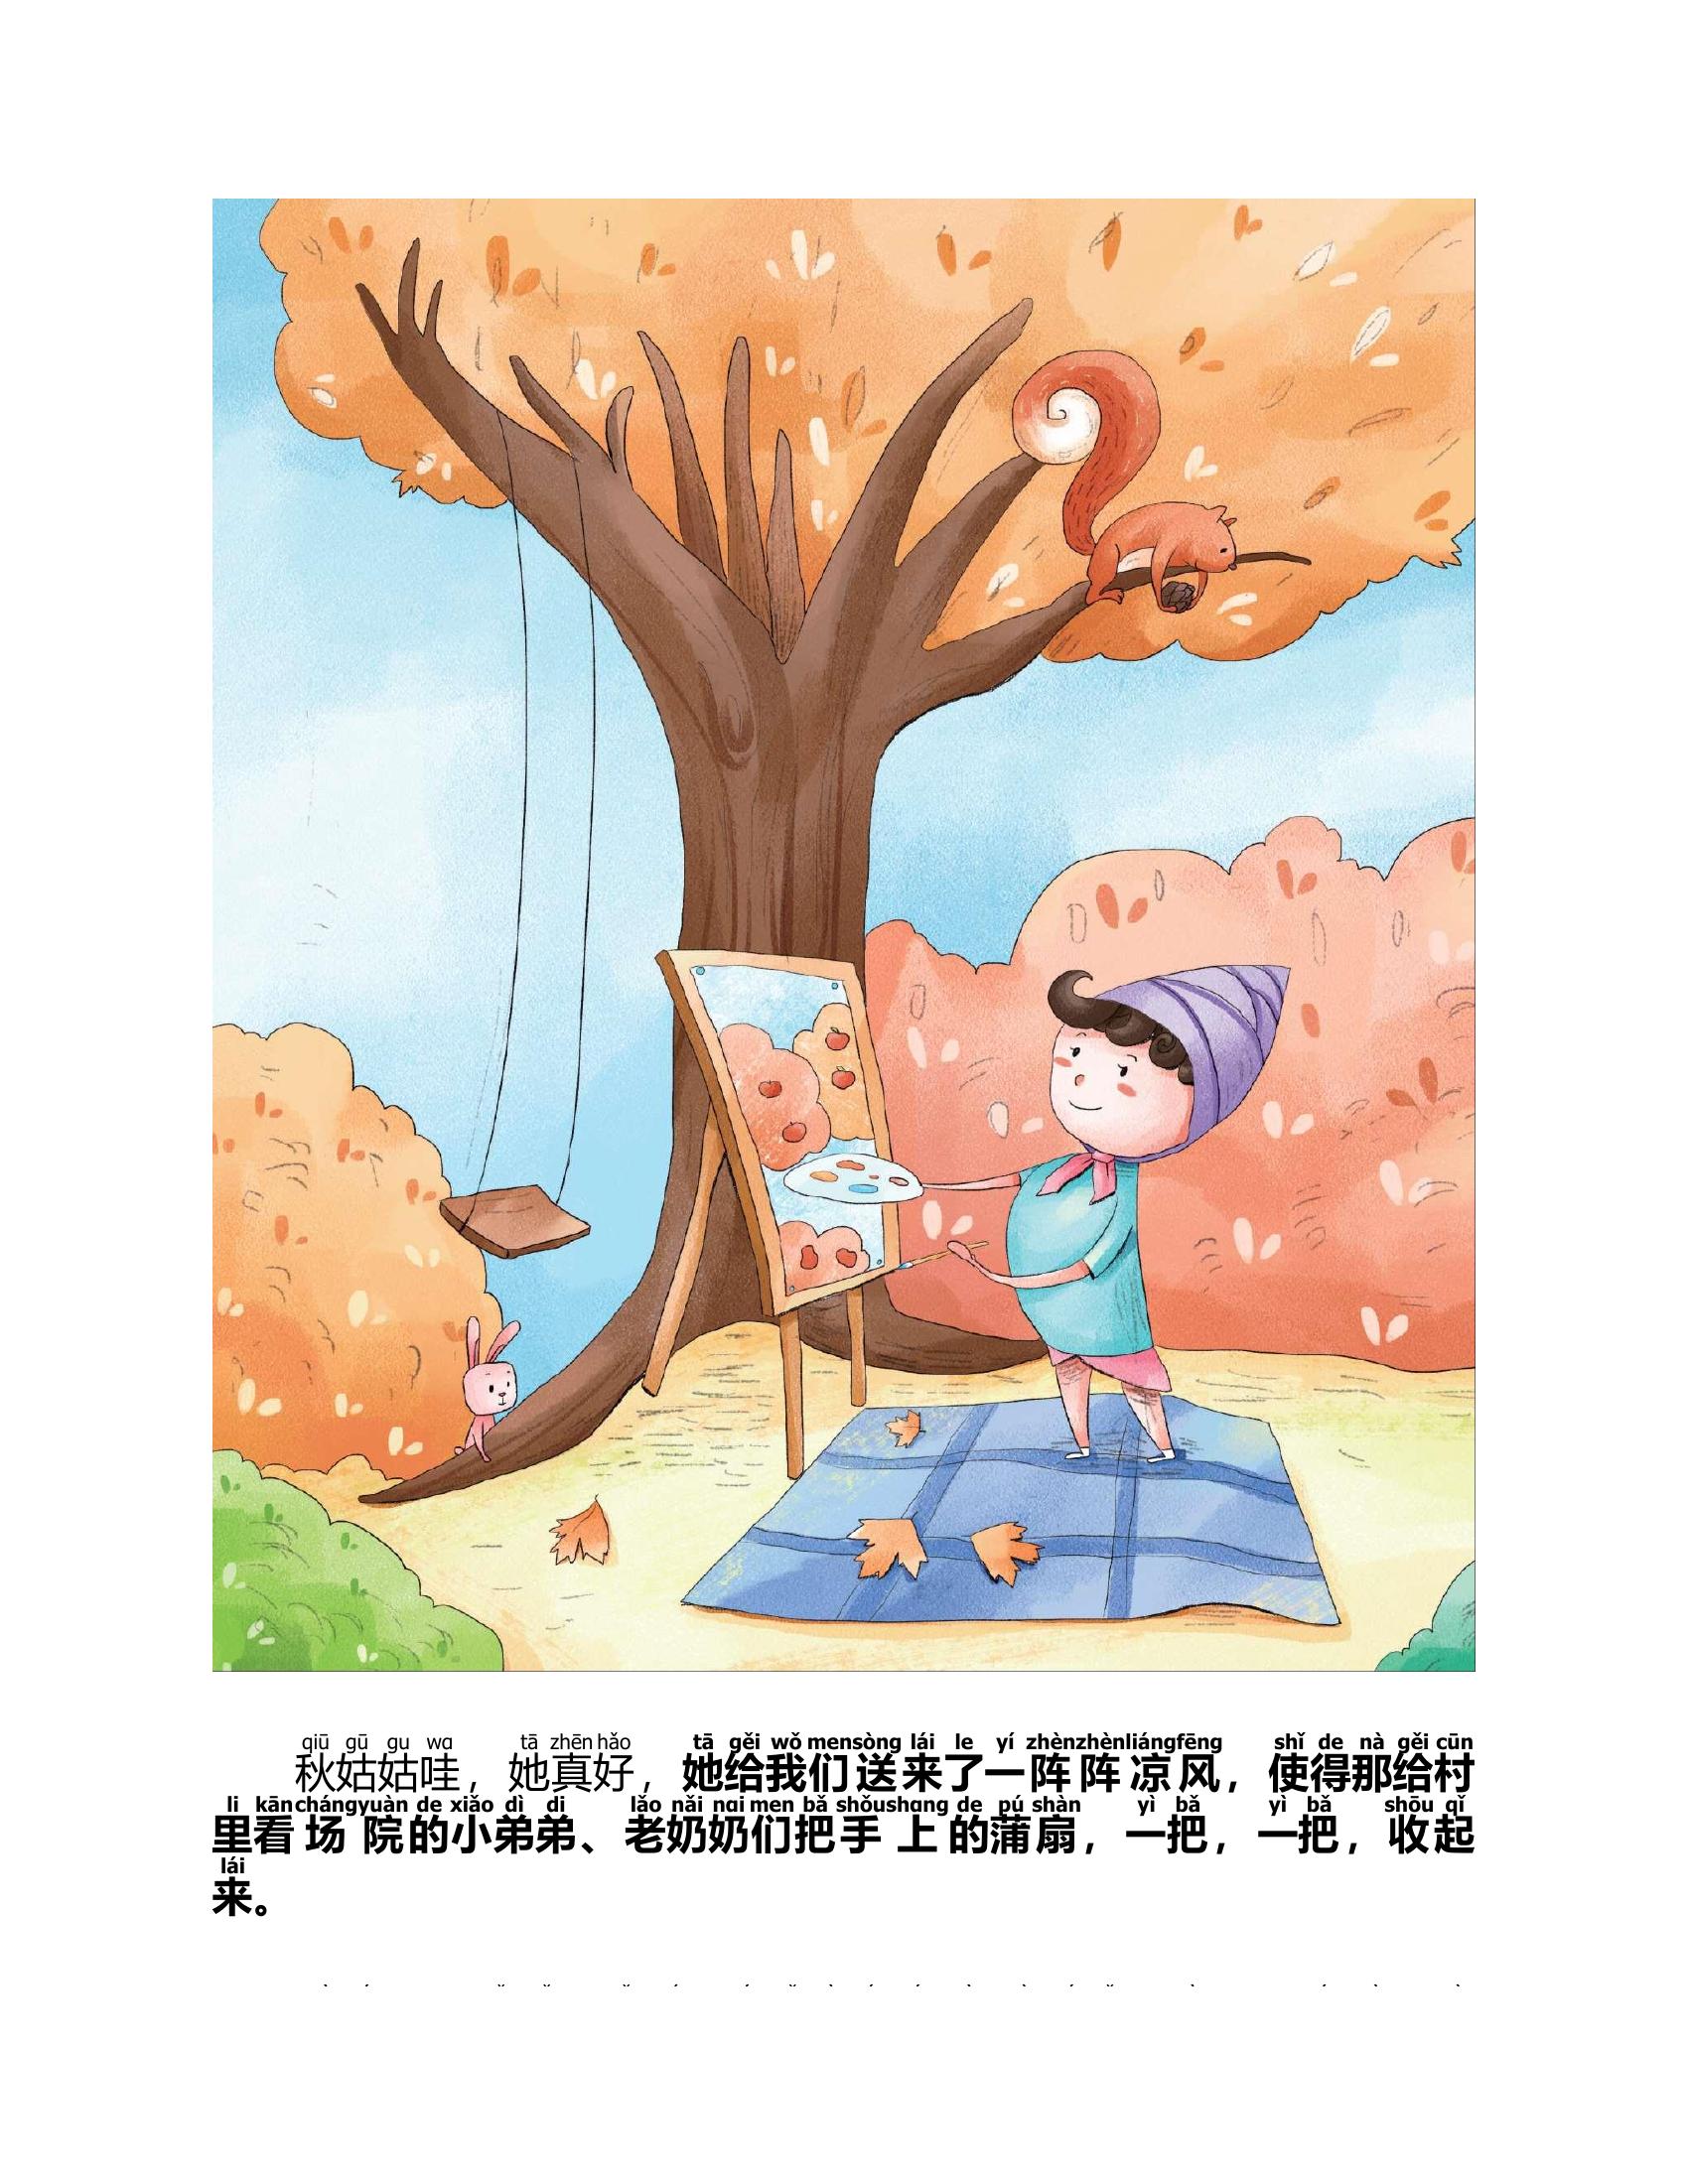 qiū gū gu wɑ tā zhēn hǎo tā gěi wǒ men sòng lái le yí zhèn zhèn liáng fēng shǐ de nà gěi cūn
秋姑姑哇，她真好，她给我们送来了一阵阵凉风，使得那给村
li kān cháng yuàn de xiǎo dì di lǎo nǎi nɑi men bǎ shǒu shɑng de pú shàn yì bǎ yì bǎ shōu qǐ
里看场院的小弟弟、老奶奶们把手上的蒲扇，一把，一把，收起
lái
来。